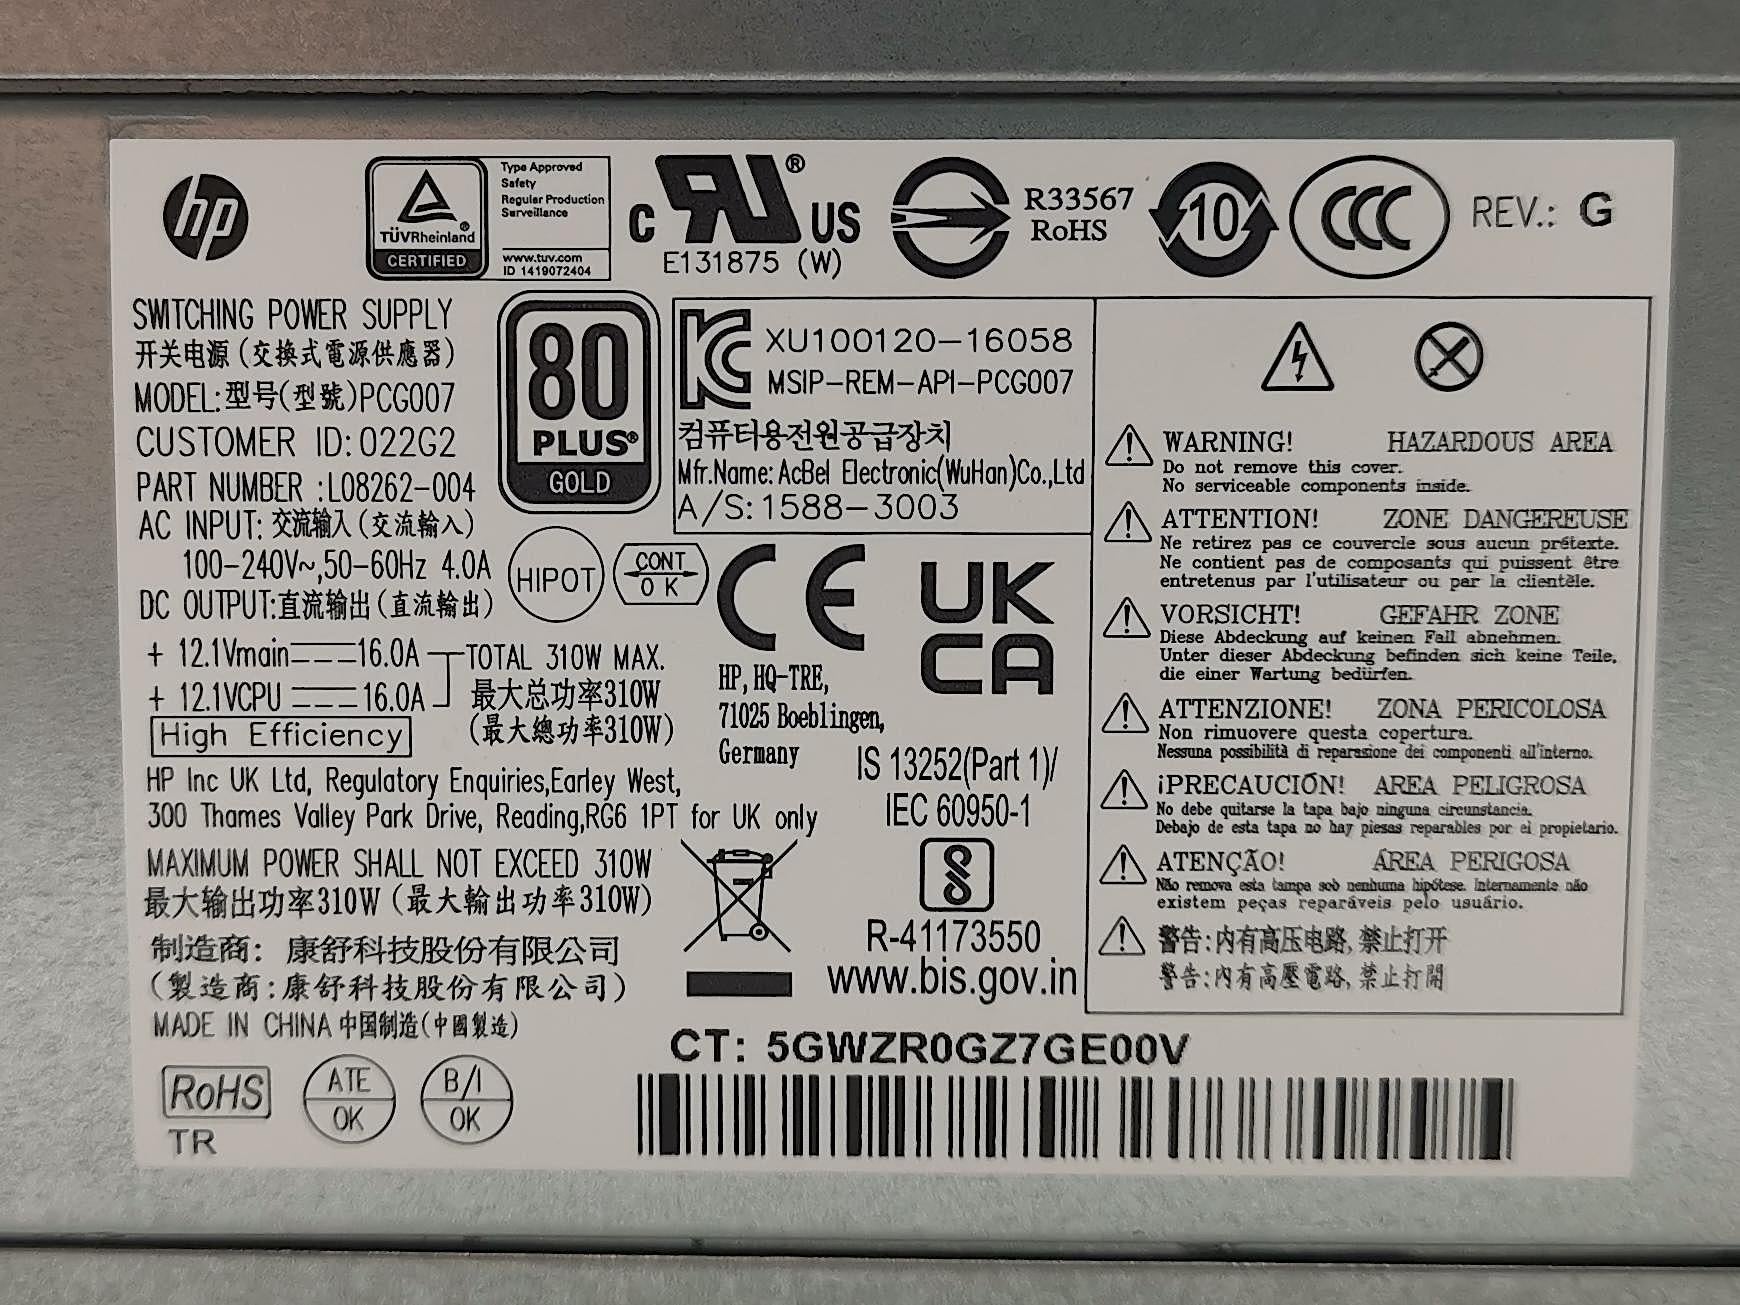 hp
TÜVRheinland®
CERTIFIED
Type Approved
Safety
Regular Production
Surveillance
www.tuv.com
ID 1419072404
C RU® US
E131875 (W)
R33567
RoHS
10
CCC
REV.: G
SWITCHING POWER SUPPLY
开关电源(交換式電源供應器)
MODEL:型号(型號)PCG007
CUSTOMER ID:022G2
PART NUMBER :L08262-004
AC INPUT: 交流输入(交流輸入)
100-240V~,50-60Hz 4.0A
DC OUTPUT:直流输出(直流輸出)
+ 12.1Vmain 16.0A TOTAL 310W MAX.
+ 12.1VCPU 16.0A 最大总功率310W
(最大總功率310W)
High Efficiency
80
PLUS®
GOLD
HIPOT
CONT
OK
KC
XU100120-16058
MSIP-REM-API-PCG007
컴퓨터용전원공급장치
Mfr.Name: AcBel Electronic(WuHan)Co.,Ltd
A/S:1588-3003
CE
UK
CA
HP, HQ-TRE,
71025 Boeblingen,
Germany
IS 13252(Part 1)/
IEC 60950-1
R-41173550
www.bis.gov.in
HP Inc UK Ltd, Regulatory Enquiries,Earley West,
300 Thames Valley Park Drive, Reading,RG6 1PT for UK only
MAXIMUM POWER SHALL NOT EXCEED 310W
最大输出功率310W(最大輸出功率310W)
制造商: 康舒科技股份有限公司
(製造商:康舒科技股份有限公司)
MADE IN CHINA 中国制造(中國製造)
RoHS
TR
ATE
OK
B/I
OK
WARNING! HAZARDOUS AREA
Do not remove this cover.
No serviceable components inside.
ATTENTION! ZONE DANGEREUSE
Ne retirez pas ce couvercle sous aucun prétexte.
Ne contient pas de composants qui puissent être
entretenus par l'utilisateur ou par la clientèle.
VORSICHT! GEFAHR ZONE
Diese Abdeckung auf keinen Fall abnehmen.
Unter dieser Abdeckung befinden sich keine Teile,
die einer Wartung bedürfen.
ATTENZIONE! ZONA PERICOLOSA
Non rimuovere questa copertura.
Nessuna possibilità di reparasione dei componenti all'interno.
¡PRECAUCIÓN! AREA PELIGROSA
No debe quitarse la tapa bajo ninguna circunstancia.
Debajo de esta tapa no hay piesas reparables por el propietario.
ATENÇÃO! ÁREA PERIGOSA
Não remova esta tampa sob nenhuma hipótese. Internamente não
existem peças reparáveis pelo usuário.
警告:内有高压电路,禁止打开
警告:內有高壓電路,禁止打開
CT: 5GWZR0GZ7GE00V